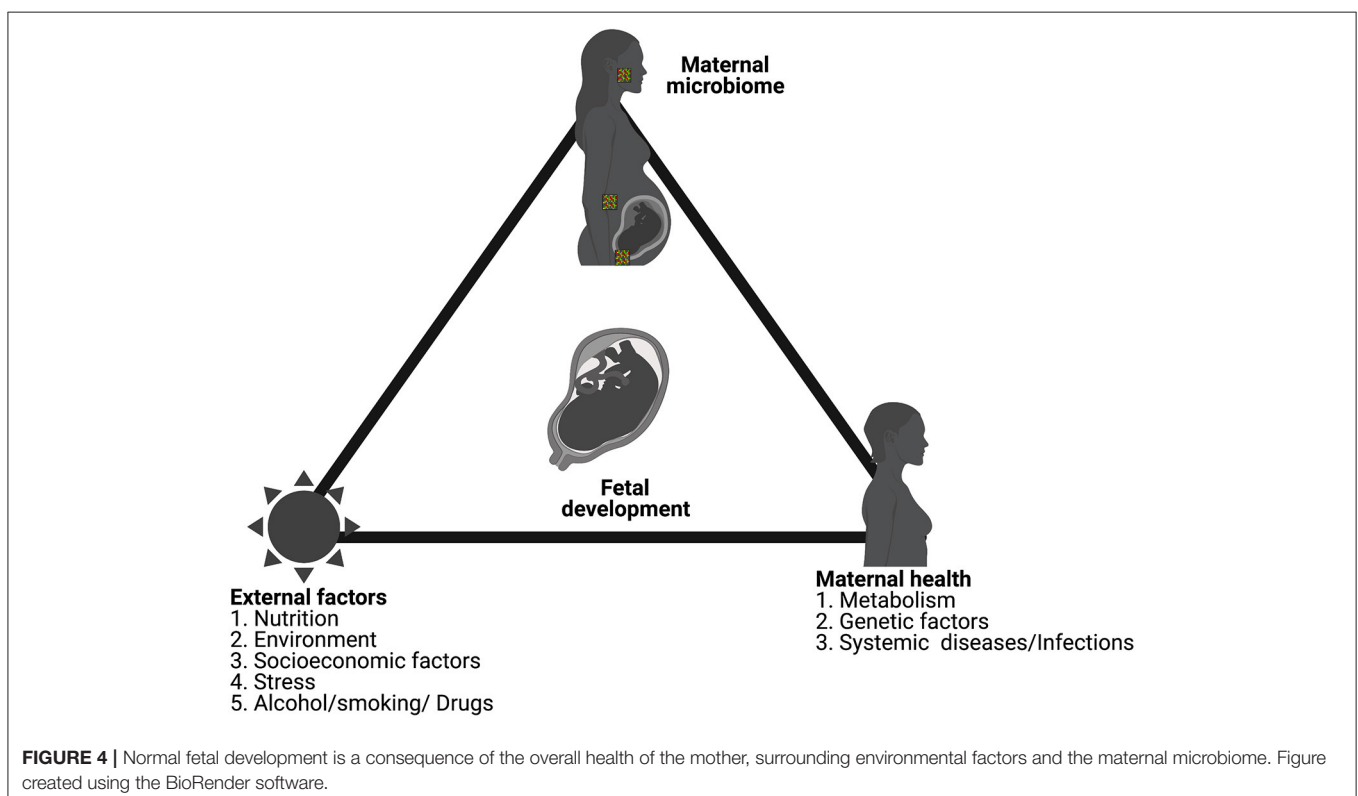 Maternal
microbiome
Fetal
development
External factors
1. Nutrition
2. Environment
3. Socioeconomic factors
4. Stress
5. Alcohol/smoking/ Drugs
Maternal health
1. Metabolism
2. Genetic factors
3. Systemic diseases/Infections
FIGURE 4 | Normal fetal development is a consequence of the overall health of the mother, surrounding environmental factors and the maternal microbiome. Figure
created using the BioRender software.